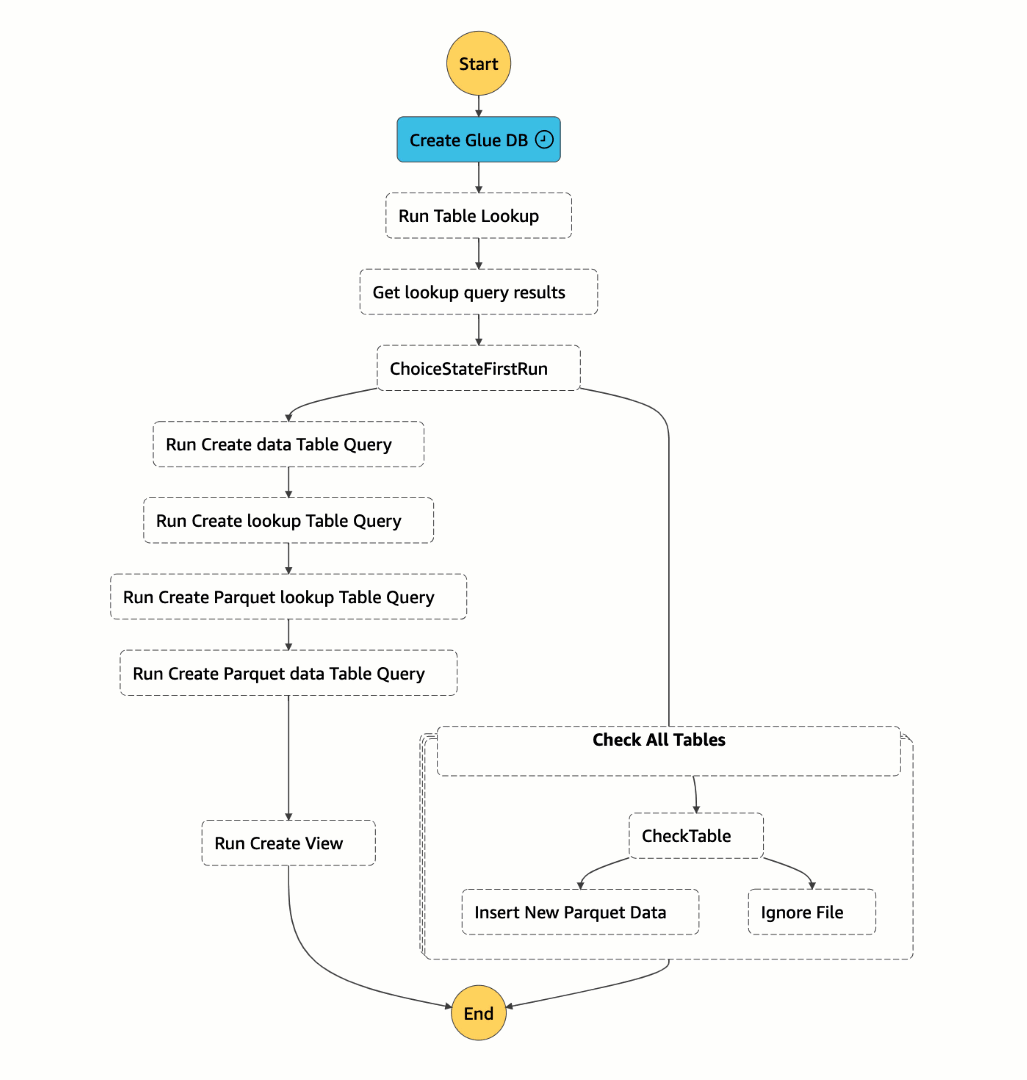 Start
Create Glue DB
Run Table Lookup
Get lookup query results
ChoiceStateFirstRun
Run Create data Table Query
Run Create lookup Table Query
Run Create Parquet lookup Table Query
Run Create Parquet data Table Query
Check All Tables
CheckTable
Run Create View
Insert New Parquet Data
Ignore File
End